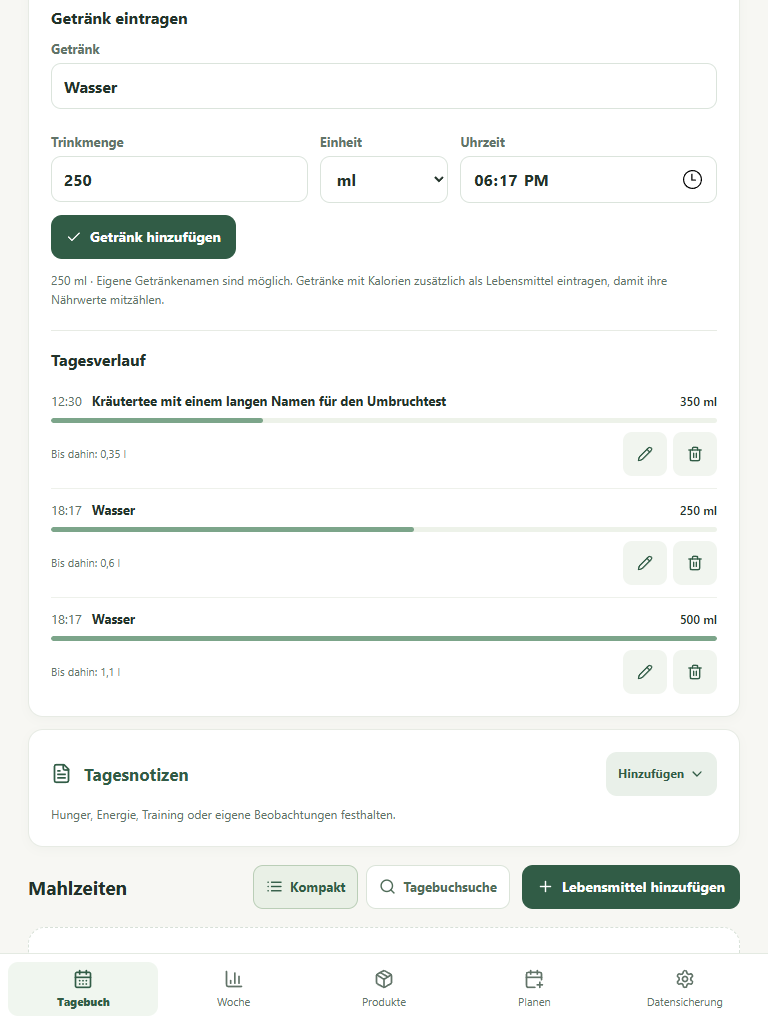 Getränk eintragen
Getränk
Wasser
Trinkmenge
Einheit
Uhrzeit
250
ml
06:17 PM
Getränk hinzufügen
250 ml · Eigene Getränkenamen sind möglich. Getränke mit Kalorien zusätzlich als Lebensmittel eintragen, damit ihre
Nährwerte mitzählen.
Tagesverlauf
12:30 Kräutertee mit einem langen Namen für den Umbruchtest 350 ml
Bis dahin: 0,35 l
18:17 Wasser 250 ml
Bis dahin: 0,6 l
18:17 Wasser 500 ml
Bis dahin: 1,1 l
Tagesnotizen
Hinzufügen
Hunger, Energie, Training oder eigene Beobachtungen festhalten.
Mahlzeiten
Kompakt
Tagebuchsuche
Lebensmittel hinzufügen
Tagebuch
Woche
Produkte
Planen
Datensicherung